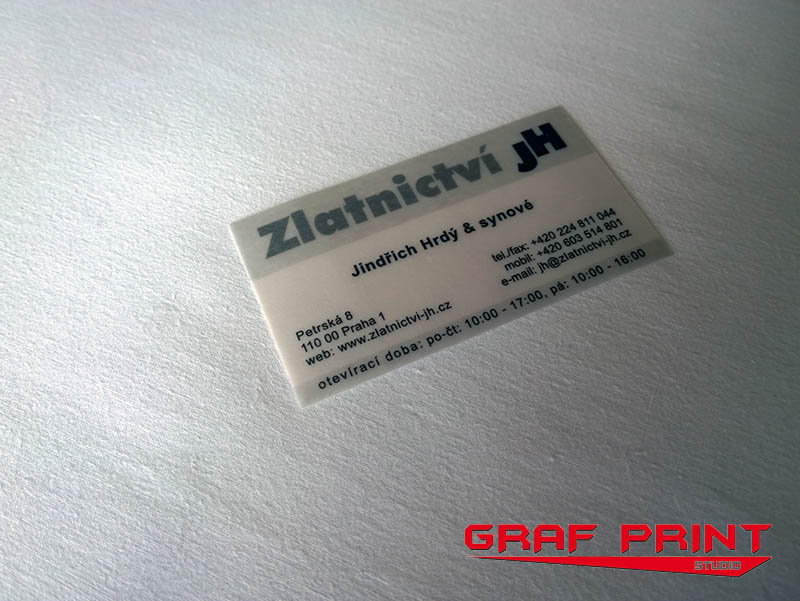 Zlatnictví jH
Jindřich Hrdý & synové
tel./fax: +420 224 811 044
mobil: +420 603 514 801
e-mail: jh@zlatnictvi-jh.cz
Petrská 8
110 00 Praha 1
web: www.zlatnictvi-jh.cz
otevírací doba: po-čt: 10:00 - 17:00, pá: 10:00 - 16:00
GRAF PRINT
STUDIO